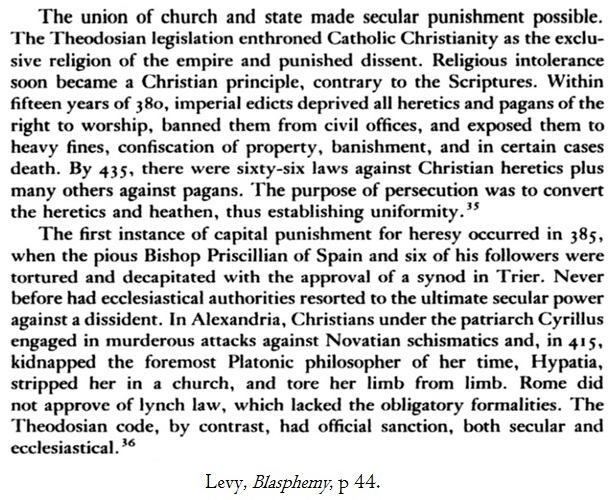 The union of church and state made secular punishment possible.
The Theodosian legislation enthroned Catholic Christianity as the exclu-
sive religion of the empire and punished dissent. Religious intolerance
soon became a Christian principle, contrary to the Scriptures. Within
fifteen years of 380, imperial edicts deprived all heretics and pagans of the
right to worship, banned them from civil offices, and exposed them to
heavy fines, confiscation of property, banishment, and in certain cases
death. By 435, there were sixty-six laws against Christian heretics plus
many others against pagans. The purpose of persecution was to convert
the heretics and heathen, thus establishing uniformity.³⁵
The first instance of capital punishment for heresy occurred in 385,
when the pious Bishop Priscillian of Spain and six of his followers were
tortured and decapitated with the approval of a synod in Trier. Never
before had ecclesiastical authorities resorted to the ultimate secular power
against a dissident. In Alexandria, Christians under the patriarch Cyrillus
engaged in murderous attacks against Novatian schismatics and, in 415,
kidnapped the foremost Platonic philosopher of her time, Hypatia,
stripped her in a church, and tore her limb from limb. Rome did
not approve of lynch law, which lacked the obligatory formalities. The
Theodosian code, by contrast, had official sanction, both secular and
ecclesiastical.³⁶
Levy, Blasphemy, p 44.